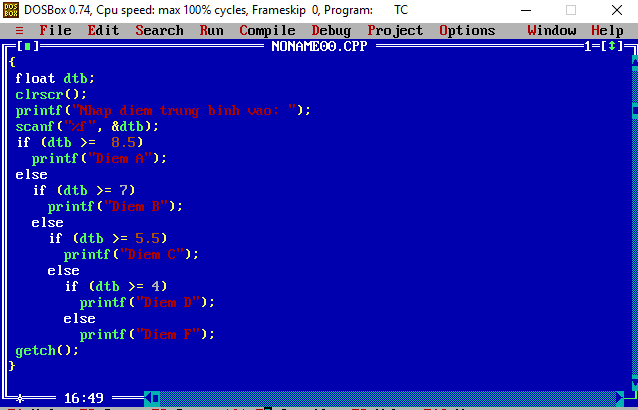 DOSBox 0.74, Cpu speed: max 100% cycles, Frameskip 0, Program: TC
≡ File Edit Search Run Compile Debug Project Options Window Help
[■] NONAME00.CPP 1=[↕]
{
float dtb;
clrscr();
printf("Nhap diem trung binh vao: ");
scanf("%f", &dtb);
if (dtb >= 8.5)
printf("Diem A");
else
if (dtb >= 7)
printf("Diem B");
else
if (dtb >= 5.5)
printf("Diem C");
else
if (dtb >= 4)
printf("Diem D");
else
printf("Diem F");
getch();
}
16:49